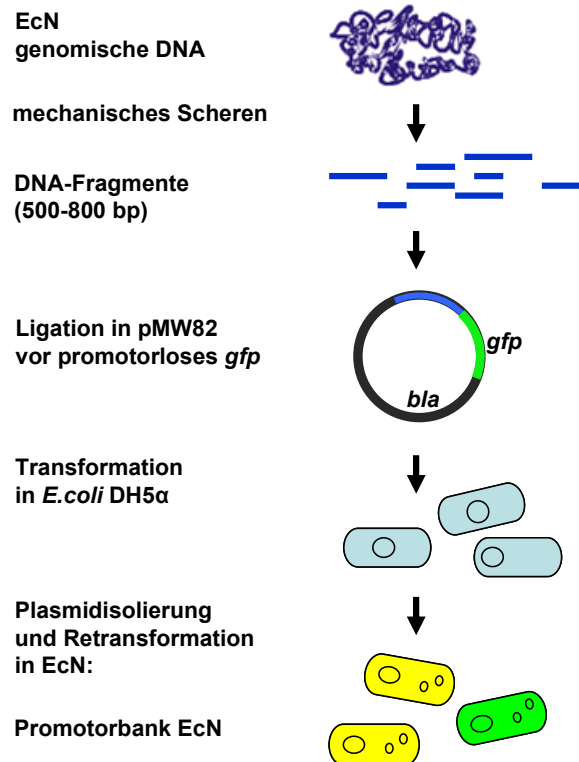 EcN
genomische DNA
mechanisches Scheren
DNA-Fragmente
(500-800 bp)
Ligation in pMW82
vor promotorloses gfp
gfp
bla
Transformation
in E.coli DH5α
Plasmidisolierung
und Retransformation
in EcN:
Promotorbank EcN